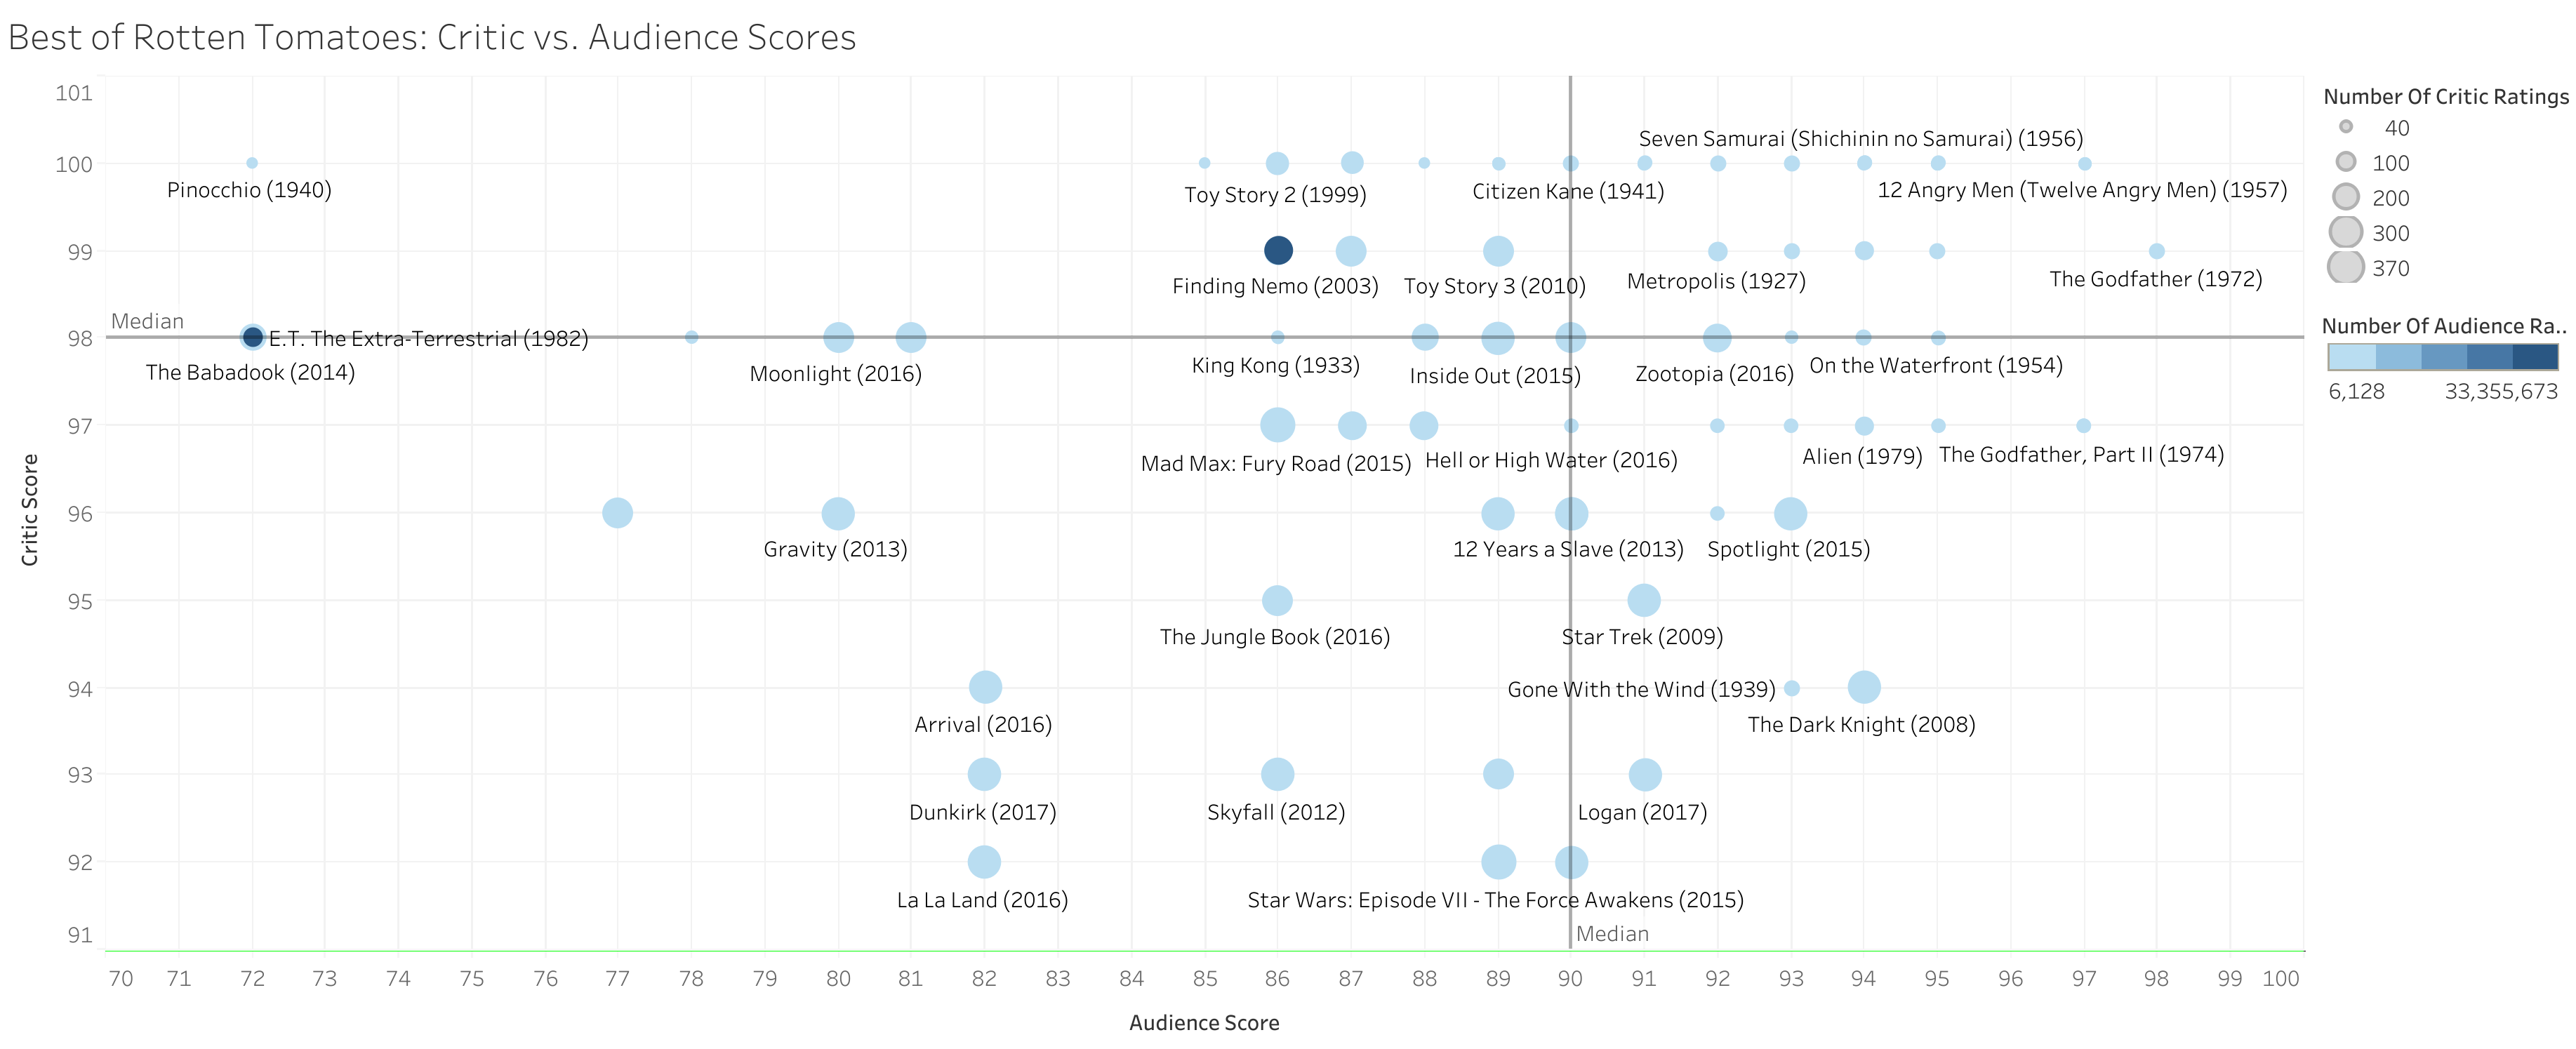 Best of Rotten Tomatoes: Critic vs. Audience Scores
101
Seven Samurai (Shichinin no Samurai) (1956)
100
Pinocchio (1940)
Toy Story 2 (1999)
Citizen Kane (1941)
12 Angry Men (Twelve Angry Men) (1957)
99
Finding Nemo (2003)
Toy Story 3 (2010)
Metropolis (1927)
The Godfather (1972)
Median
98
E.T. The Extra-Terrestrial (1982)
The Babadook (2014)
Moonlight (2016)
King Kong (1933)
Inside Out (2015)
Zootopia (2016)
On the Waterfront (1954)
97
Mad Max: Fury Road (2015)
Hell or High Water (2016)
Alien (1979)
The Godfather, Part II (1974)
96
Gravity (2013)
12 Years a Slave (2013)
Spotlight (2015)
95
The Jungle Book (2016)
Star Trek (2009)
94
Gone With the Wind (1939)
Arrival (2016)
The Dark Knight (2008)
93
Dunkirk (2017)
Skyfall (2012)
Logan (2017)
92
La La Land (2016)
Star Wars: Episode VII - The Force Awakens (2015)
91
Median
Critic Score
70 71 72 73 74 75 76 77 78 79 80 81 82 83 84 85 86 87 88 89 90 91 92 93 94 95 96 97 98 99 100
Audience Score
Number Of Critic Ratings
40
100
200
300
370
Number Of Audience Ra..
6,128 33,355,673